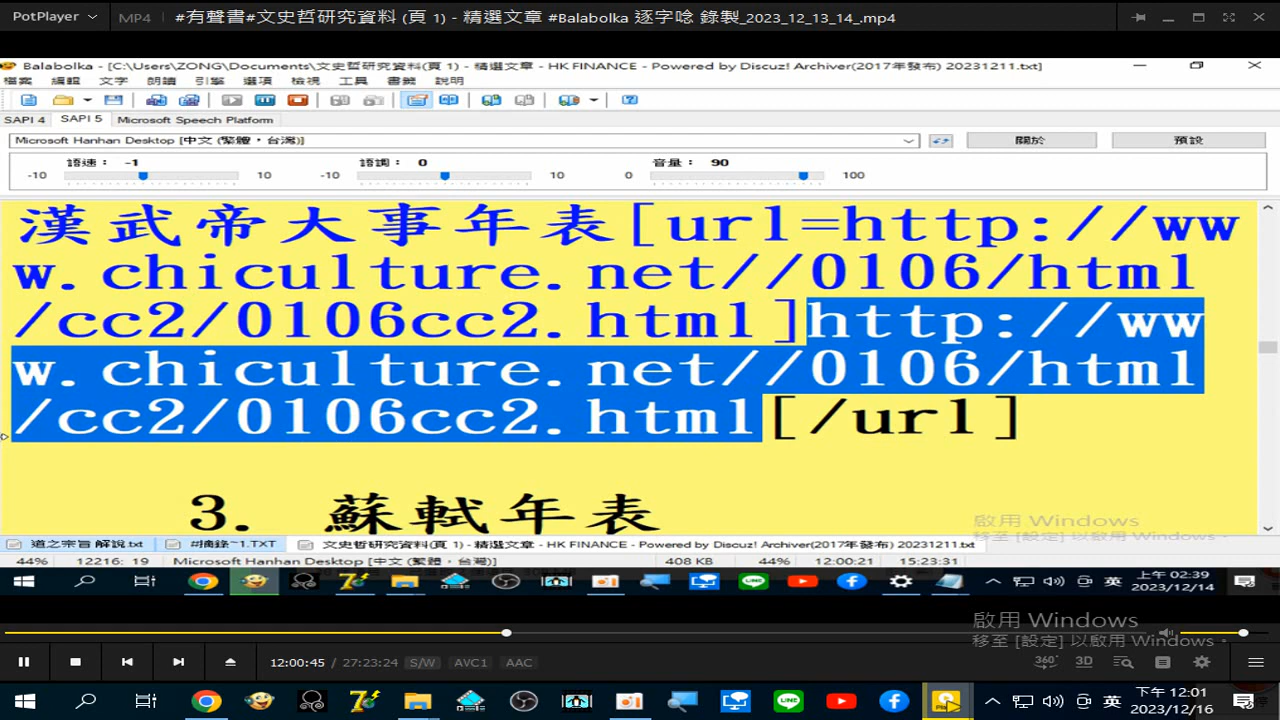 PotPlayer MP4 #有聲書#文史哲研究資料 (頁 1) - 精選文章 #Balabolka 逐字唸 錄製_2023_12_13_14_.mp4
Balabolka - [C:\Users\ZONG\Documents\文史哲研究資料(頁 1) - 精選文章 - HK FINANCE - Powered by Discuz! Archiver(2017年發布) 20231211.txt]
檔案 編輯 文字 朗讀 引擎 選項 檢視 工具 書籤 說明
SAPI 4 SAPI 5 Microsoft Speech Platform
Microsoft Hanhan Desktop [中文 (繁體，台灣)] 關於 預設
語速： -1 語調： 0 音量： 90
-10 10 -10 10 0 100
漢武帝大事年表[url=http://ww
w.chiculture.net//0106/html
/cc2/0106cc2.html]http://ww
w.chiculture.net//0106/html
/cc2/0106cc2.html[/url]
3. 蘇軾年表
啟用 Windows
移至 [設定] 以啟用 Windows。
道之宗旨 解說.txt #摘錄~1.TXT 文史哲研究資料(頁 1) - 精選文章 - HK FINANCE - Powered by Discuz! Archiver(2017年發布) 20231211.txt
44% 12216: 19 Microsoft Hanhan Desktop [中文 (繁體，台灣)] 408 KB 44% 12:00:21 15:23:31
英 上午 02:39
2023/12/14
啟用 Windows
移至 [設定] 以啟用 Windows。
12:00:45 / 27:23:24 S/W AVC1 AAC 360° 3D
英 下午 12:01
2023/12/16